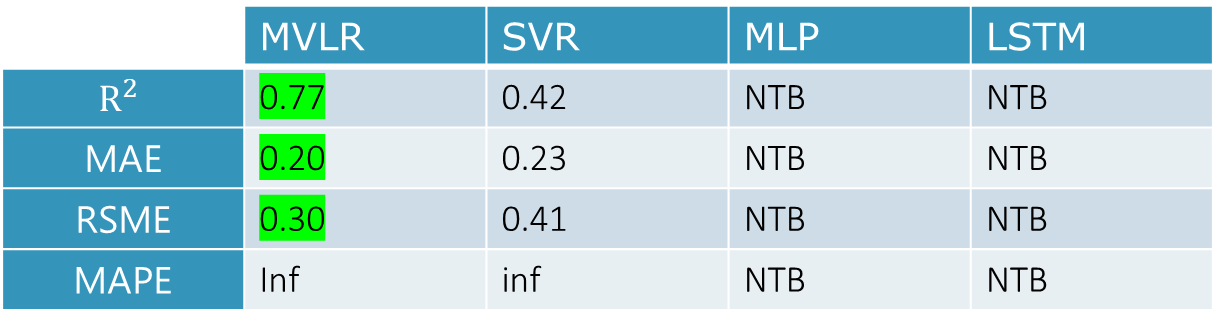 MVLR SVR MLP LSTM
R² 0.77 0.42 NTB NTB
MAE 0.20 0.23 NTB NTB
RSME 0.30 0.41 NTB NTB
MAPE Inf inf NTB NTB